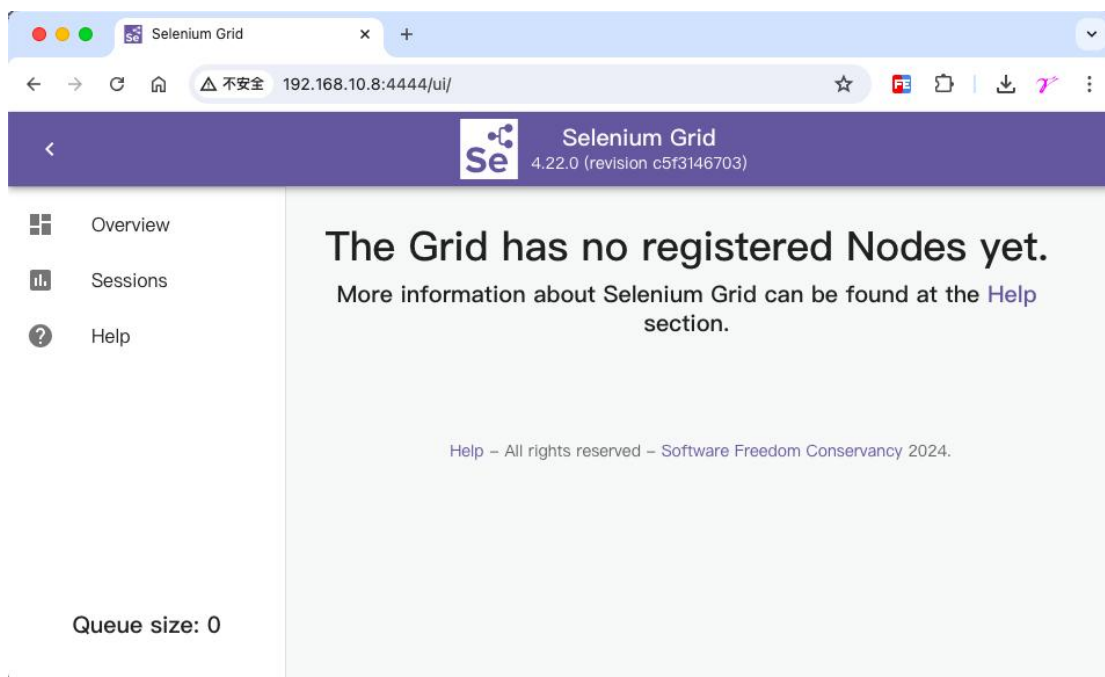 Selenium Grid
不安全 192.168.10.8:4444/ui/
FE
Se
Selenium Grid
4.22.0 (revision c5f3146703)
Overview
Sessions
Help
The Grid has no registered Nodes yet.
More information about Selenium Grid can be found at the Help
section.
Help – All rights reserved – Software Freedom Conservancy 2024.
Queue size: 0